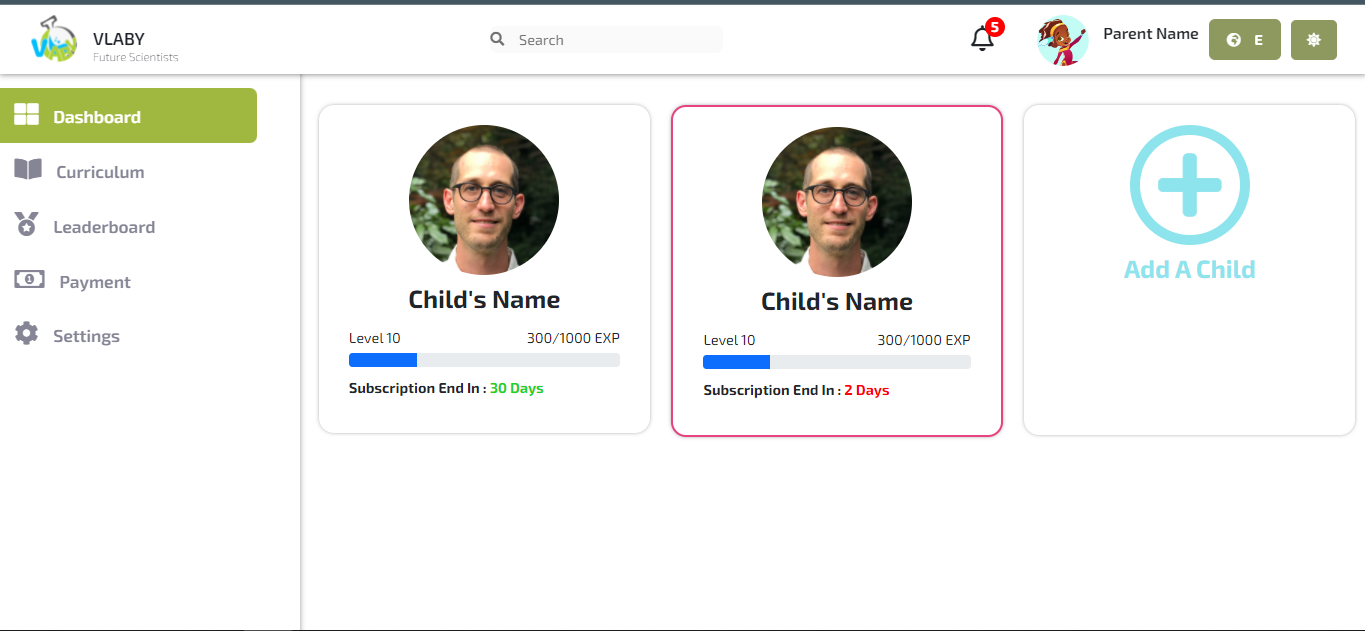 VLABY
Future Scientists
Search
5
Parent Name
E
Dashboard
Curriculum
Leaderboard
Payment
Settings
Child's Name
Level 10 300/1000 EXP
Subscription End In : 30 Days
Child's Name
Level 10 300/1000 EXP
Subscription End In : 2 Days
Add A Child